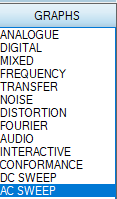 GRAPHS
ANALOGUE
DIGITAL
MIXED
FREQUENCY
TRANSFER
NOISE
DISTORTION
FOURIER
AUDIO
INTERACTIVE
CONFORMANCE
DC SWEEP
AC SWEEP